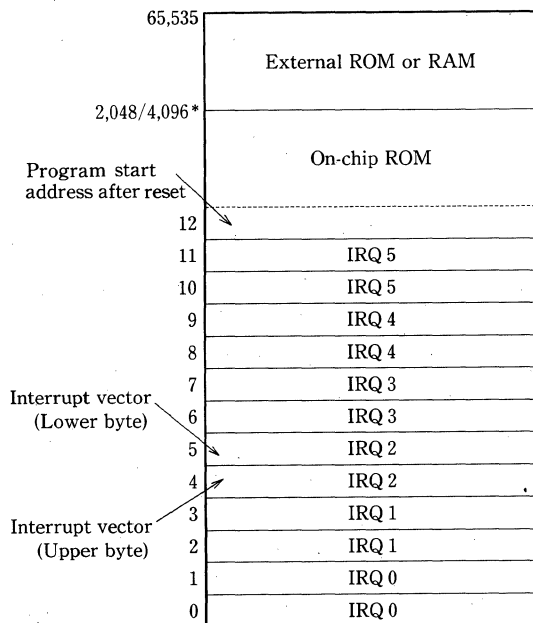 65,535
External ROM or RAM
2,048/4,096*
On-chip ROM
Program start
address after reset
12
11 IRQ 5
10 IRQ 5
9 IRQ 4
8 IRQ 4
7 IRQ 3
Interrupt vector
(Lower byte)
6 IRQ 3
5 IRQ 2
4 IRQ 2
Interrupt vector
(Upper byte)
3 IRQ 1
2 IRQ 1
1 IRQ 0
0 IRQ 0